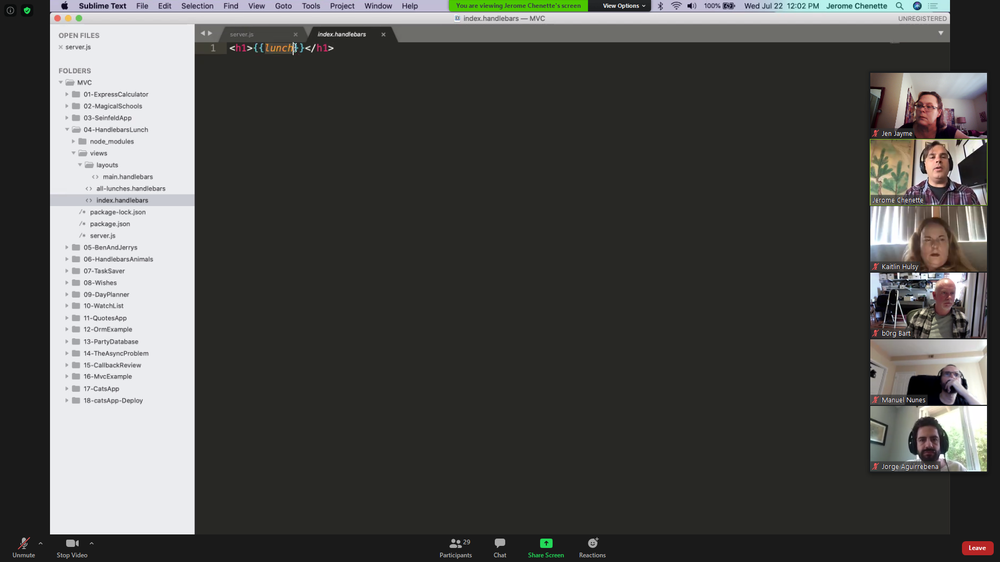 Sublime Text File Edit Selection Find View Goto Tools Project Window Help
You are viewing Jerome Chenette's screen
View Options
100%
Wed Jul 22 12:02 PM
Jerome Chenette
index.handlebars — MVC
UNREGISTERED
OPEN FILES
server.js
FOLDERS
MVC
01-ExpressCalculator
02-MagicalSchools
03-SeinfeldApp
04-HandlebarsLunch
node_modules
views
layouts
<> main.handlebars
<> all-lunches.handlebars
<> index.handlebars
/* package-lock.json
/* package.json
/* server.js
05-BenAndJerrys
06-HandlebarsAnimals
07-TaskSaver
08-Wishes
09-DayPlanner
10-WatchList
11-QuotesApp
12-OrmExample
13-PartyDatabase
14-TheAsyncProblem
15-CallbackReview
16-MvcExample
17-CatsApp
18-catsApp-Deploy
server.js
index.handlebars
1 <h1>{{lunch}}</h1>
Jen Jayme
Jerome Chenette
Kaitlin Hulsy
b0rg Bart
Manuel Nunes
Jorge Aguirrebena
Unmute
Stop Video
29
Participants
Chat
Share Screen
Reactions
Leave